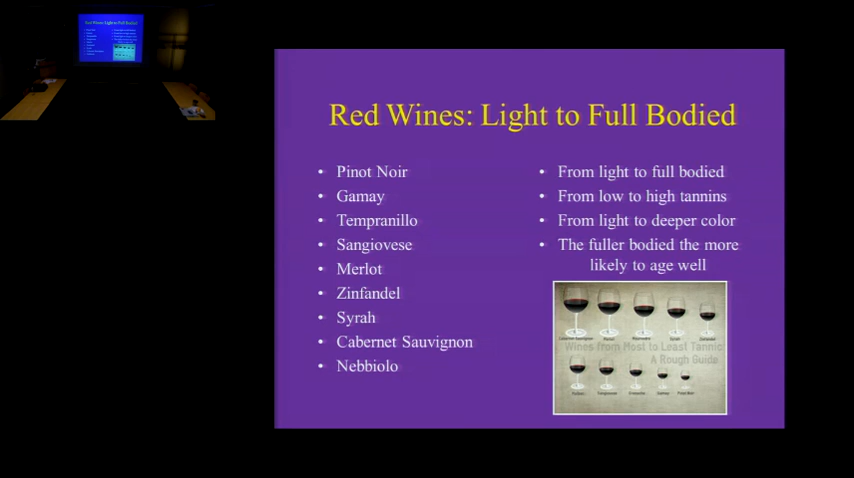 Red Wines: Light to Full Bodied
• Pinot Noir
• Gamay
• Tempranillo
• Sangiovese
• Merlot
• Zinfandel
• Syrah
• Cabernet Sauvignon
• Nebbiolo
• From light to full bodied
• From low to high tannins
• From light to deeper color
• The fuller bodied the more
likely to age well
Wines from Most to Least Tannic
A Rough Guide